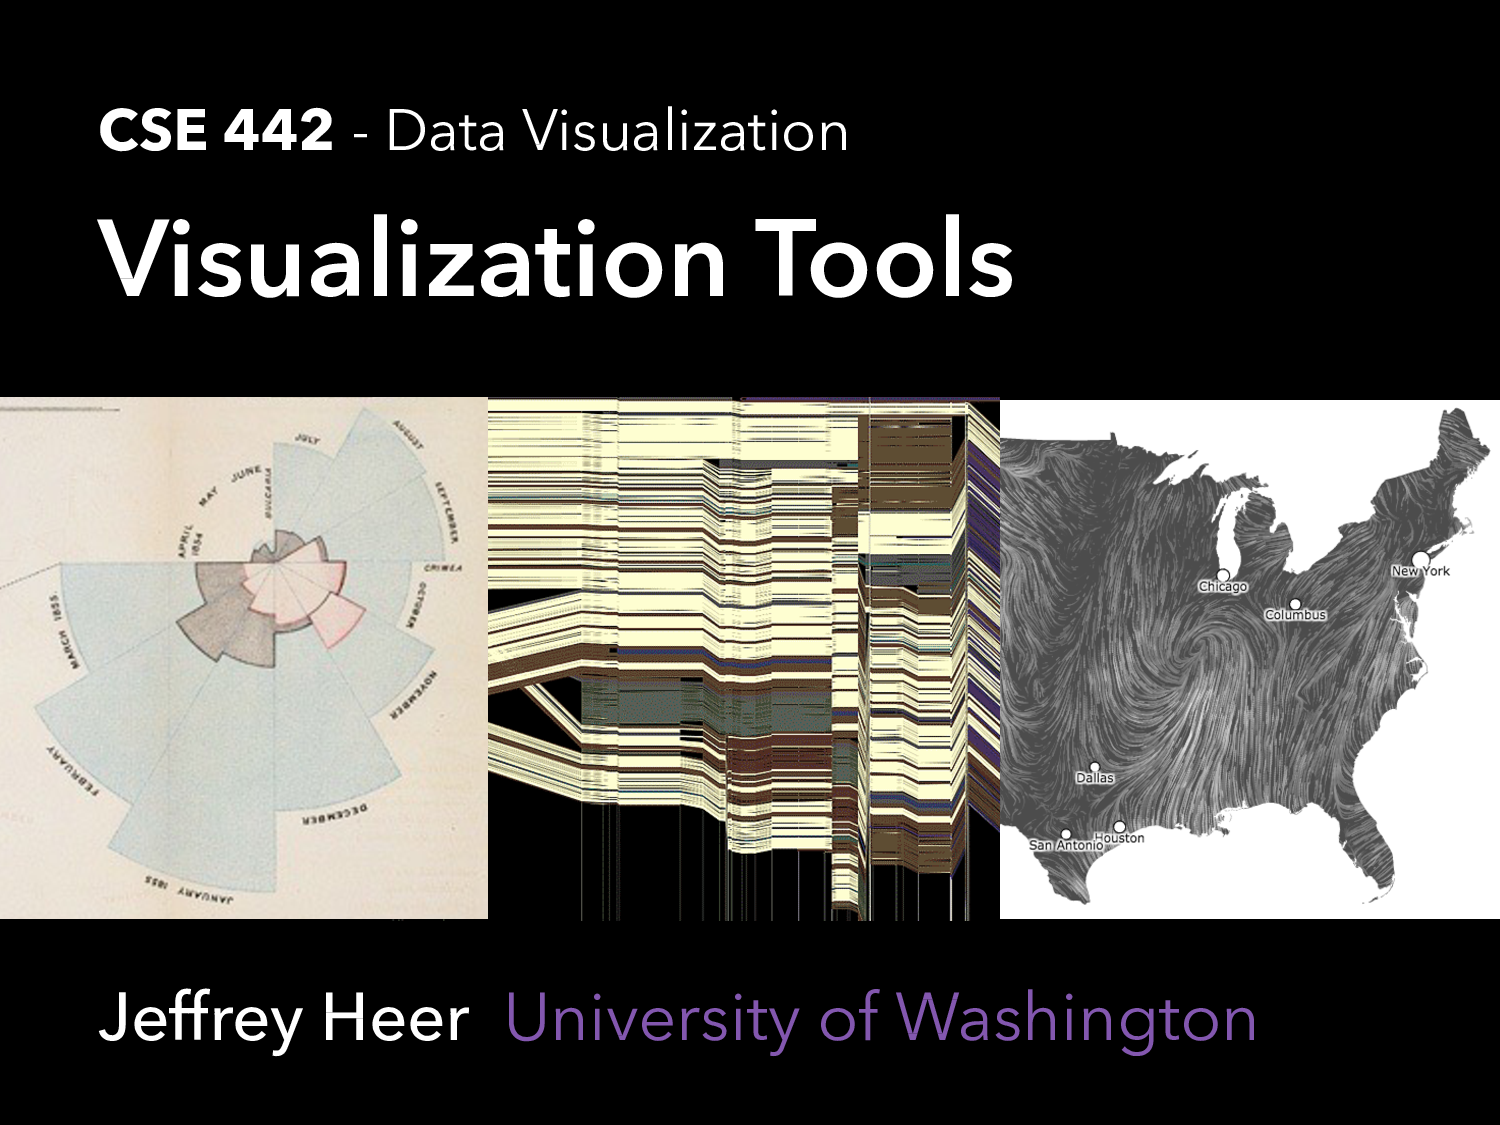 CSE 442 - Data Visualization
Visualization Tools
JULY
AUGUST
SEPTEMBER
JUNE
MAY
BULGARIA
APRIL
1854
CRIMEA
OCTOBER
NOVEMBER
DECEMBER
JANUARY 1855
FEBRUARY
MARCH 1855
New York
Chicago
Columbus
Dallas
Houston
San Antonio
Jeffrey Heer University of Washington